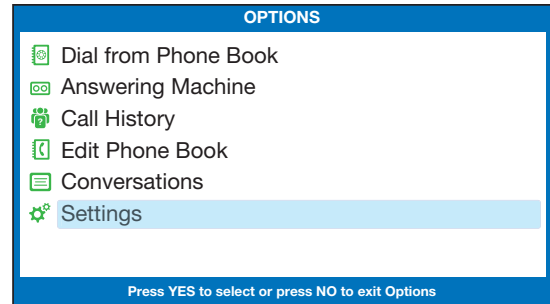 OPTIONS
Dial from Phone Book
Answering Machine
Call History
Edit Phone Book
Conversations
Settings
Press YES to select or press NO to exit Options